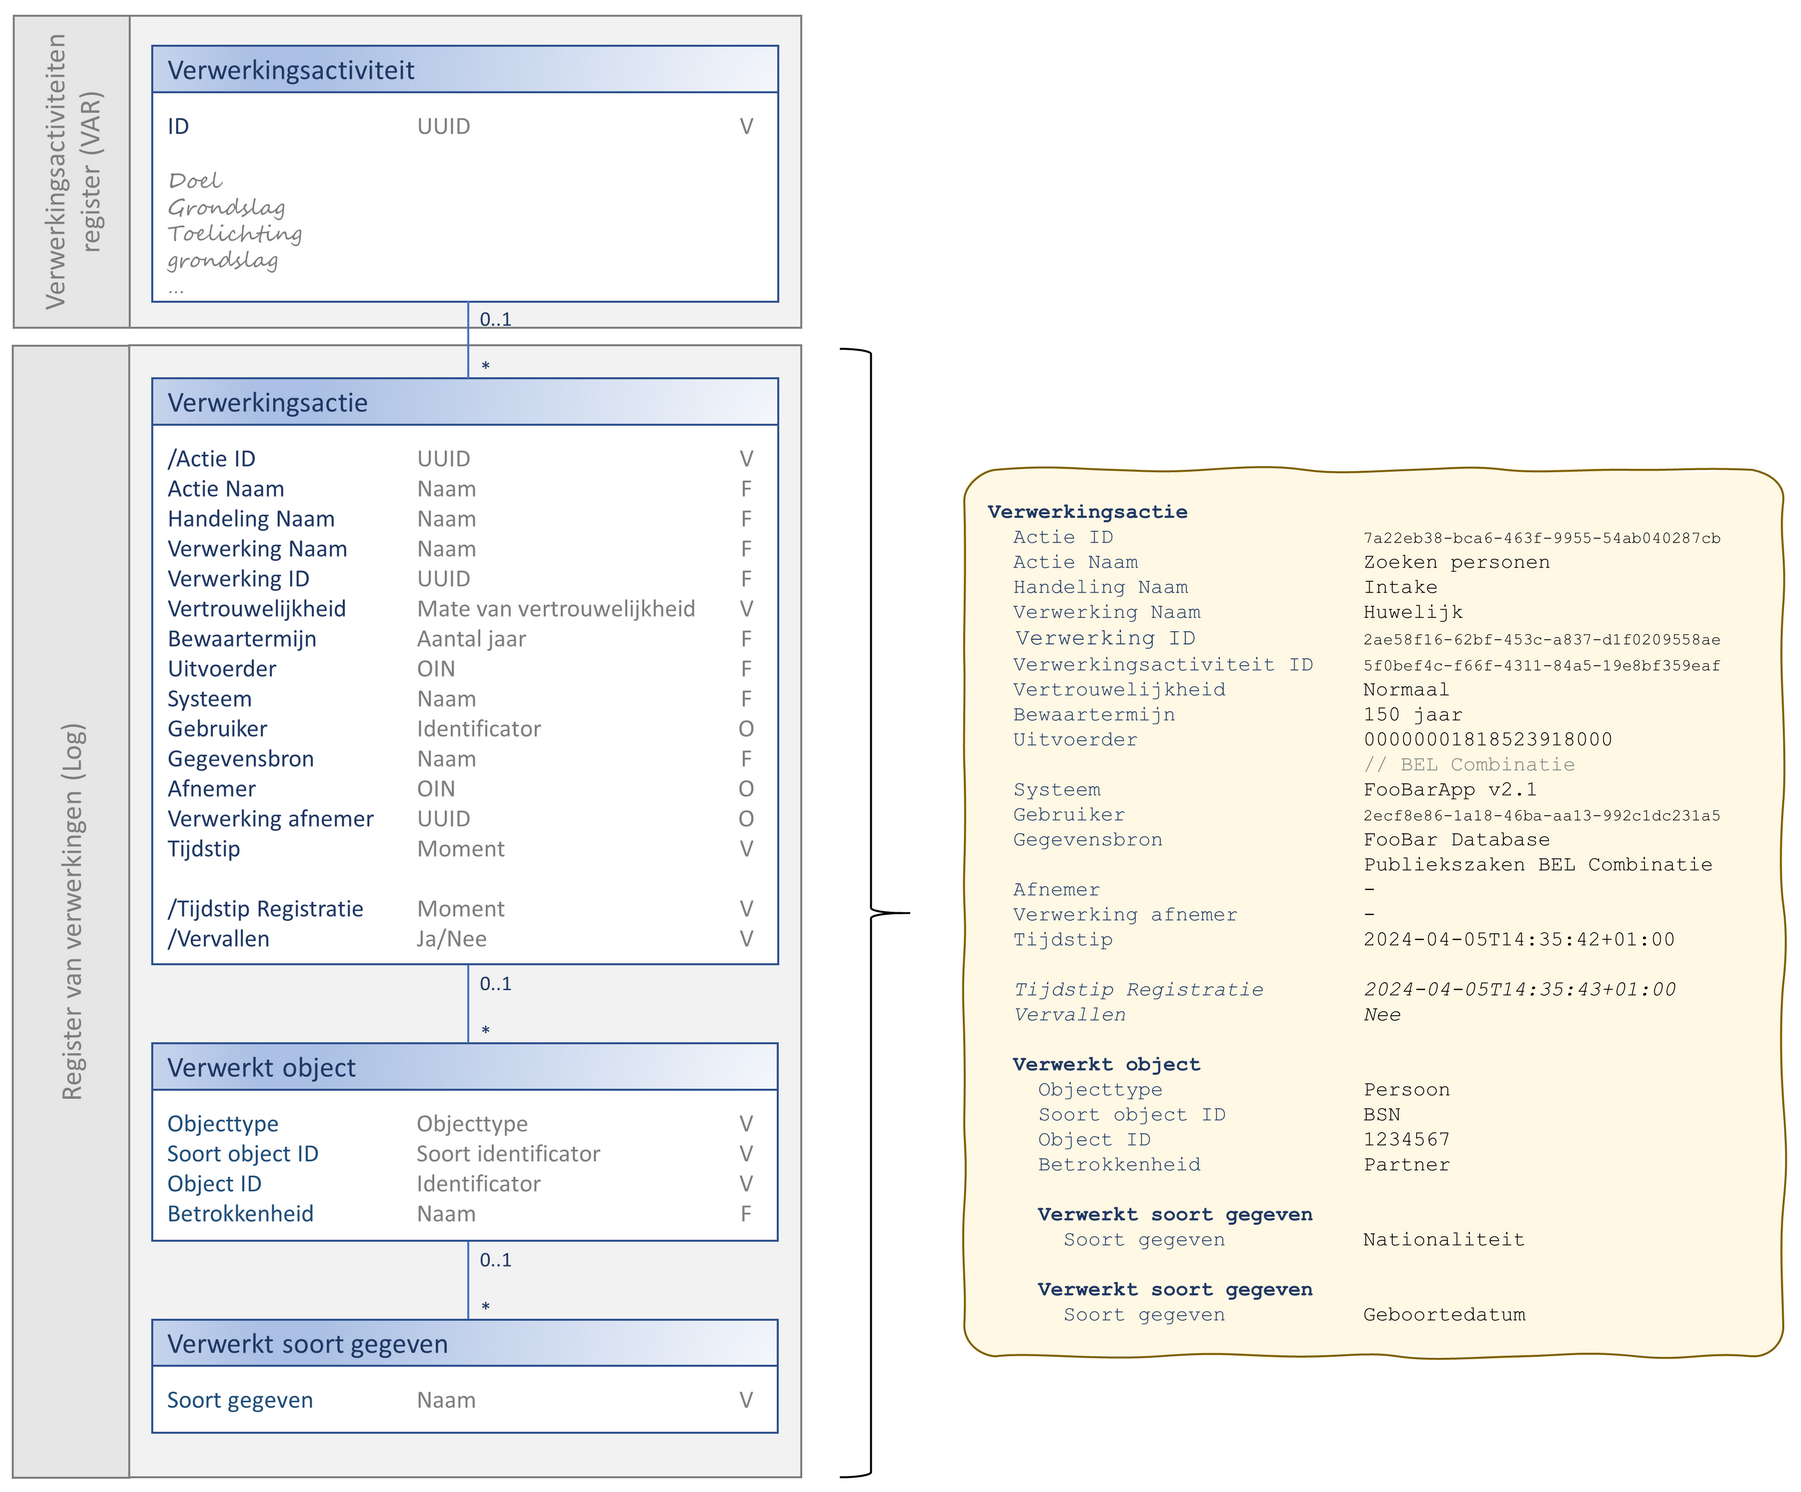 Verwerkingsactiviteiten
register (VAR)
Verwerkingsactiviteit
ID UUID V
Doel
Grondslag
Toelichting
grondslag
...
0..1
*
Register van verwerkingen (Log)
Verwerkingsactie
/Actie ID UUID V
Actie Naam Naam F
Handeling Naam Naam F
Verwerking Naam Naam F
Verwerking ID UUID F
Vertrouwelijkheid Mate van vertrouwelijkheid V
Bewaartermijn Aantal jaar F
Uitvoerder OIN F
Systeem Naam F
Gebruiker Identificator O
Gegevensbron Naam F
Afnemer OIN O
Verwerking afnemer UUID O
Tijdstip Moment V
/Tijdstip Registratie Moment V
/Vervallen Ja/Nee V
0..1
*
Verwerkt object
Objecttype Objecttype V
Soort object ID Soort identificator V
Object ID Identificator V
Betrokkenheid Naam F
0..1
*
Verwerkt soort gegeven
Soort gegeven Naam V
Verwerkingsactie
Actie ID 7a22eb38-bca6-463f-9955-54ab040287cb
Actie Naam Zoeken personen
Handeling Naam Intake
Verwerking Naam Huwelijk
Verwerking ID 2ae58f16-62bf-453c-a837-d1f0209558ae
Verwerkingsactiviteit ID 5f0bef4c-f66f-4311-84a5-19e8bf359eaf
Vertrouwelijkheid Normaal
Bewaartermijn 150 jaar
Uitvoerder 00000001818523918000
// BEL Combinatie
Systeem FooBarApp v2.1
Gebruiker 2ecf8e86-1a18-46ba-aa13-992c1dc231a5
Gegevensbron FooBar Database
Publiekszaken BEL Combinatie
Afnemer -
Verwerking afnemer -
Tijdstip 2024-04-05T14:35:42+01:00
Tijdstip Registratie 2024-04-05T14:35:43+01:00
Vervallen Nee
Verwerkt object
Objecttype Persoon
Soort object ID BSN
Object ID 1234567
Betrokkenheid Partner
Verwerkt soort gegeven
Soort gegeven Nationaliteit
Verwerkt soort gegeven
Soort gegeven Geboortedatum